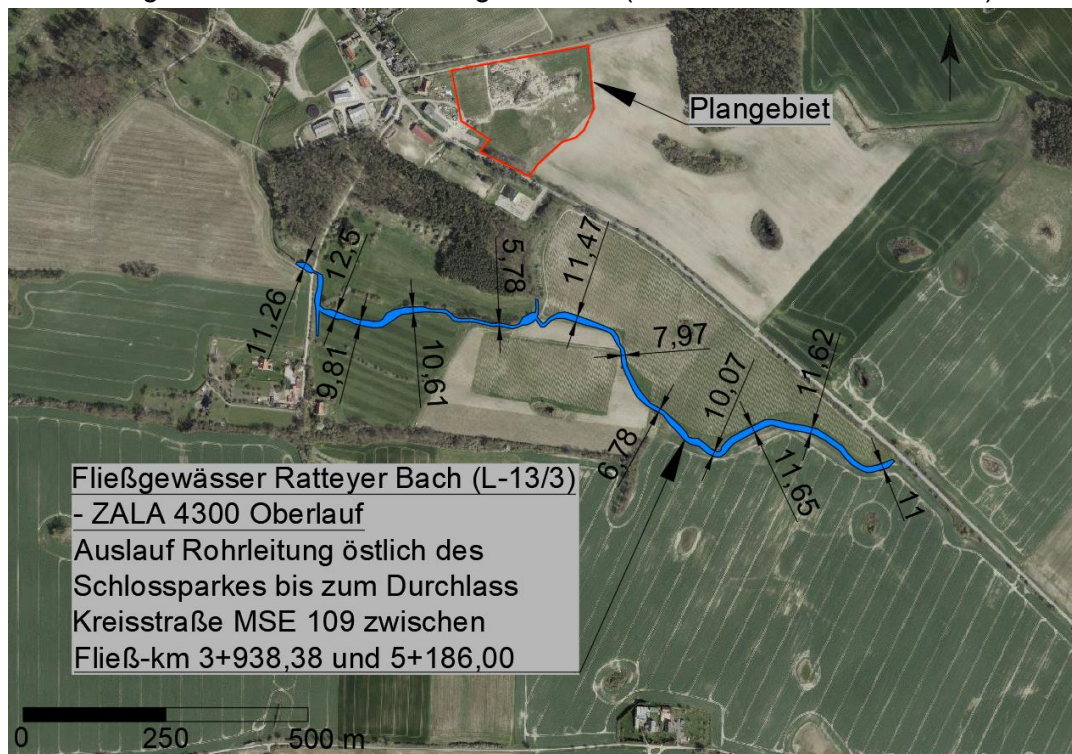 Plangebiet
12,5
5,78
11,47
11,26
7,97
9,81
10,61
10,07
11,62
6,78
11,65
11
Fließgewässer Ratteyer Bach (L-13/3)
- ZALA 4300 Oberlauf
Auslauf Rohrleitung östlich des
Schlossparkes bis zum Durchlass
Kreisstraße MSE 109 zwischen
Fließ-km 3+938,38 und 5+186,00
0 250 500 m